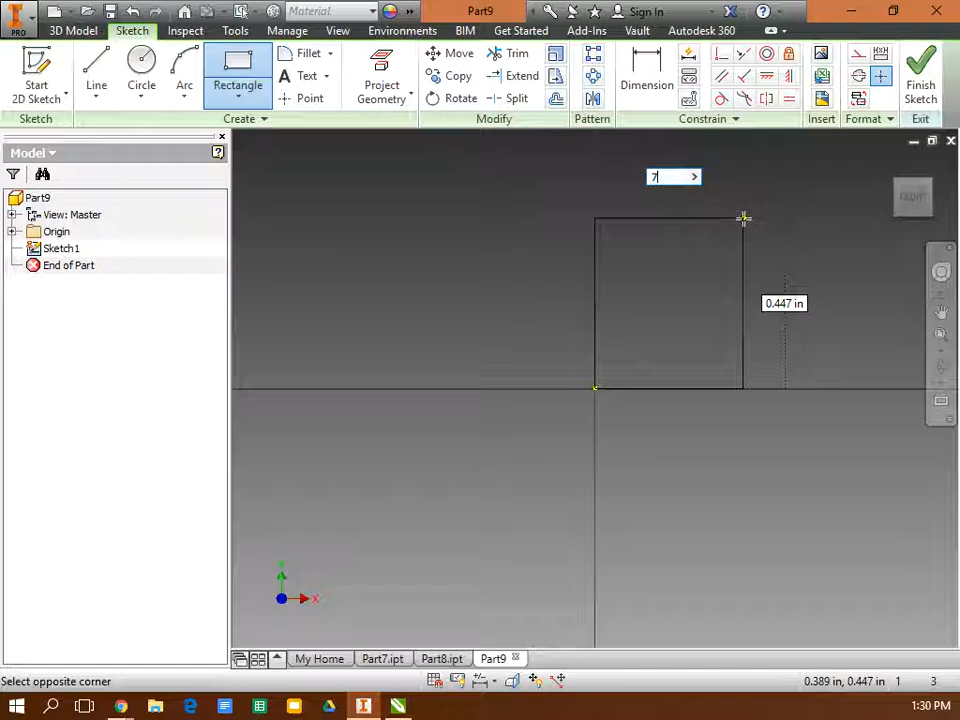 PRO
Material
Part9
Sign In
3D Model Sketch Inspect Tools Manage View Environments BIM Get Started Add-Ins Vault Autodesk 360
Start
2D Sketch
Line
Circle
Arc
Rectangle
Fillet
Text
Point
Project
Geometry
Move
Copy
Rotate
Trim
Extend
Split
Dimension
Finish
Sketch
Sketch Create Modify Pattern Constrain Insert Format Exit
Model
Part9
View: Master
Origin
Sketch1
End of Part
7
FRONT
0.447 in
X
My Home Part7.ipt Part8.ipt Part9
Select opposite corner
0.389 in, 0.447 in 1 3
1:30 PM